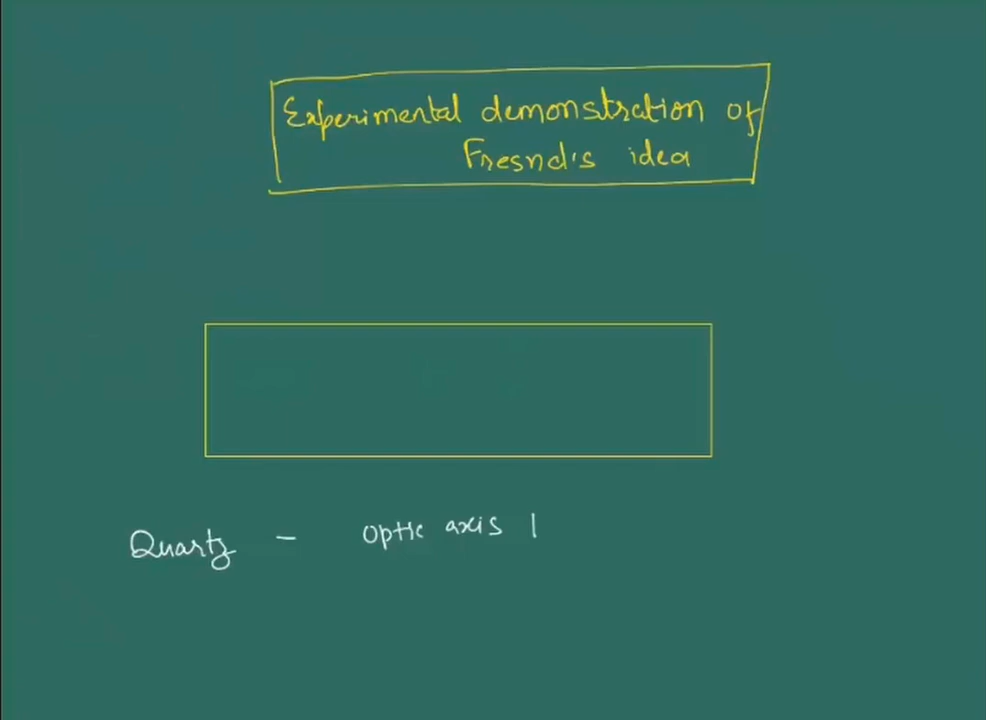 Experimental demonstration of
Fresnel's idea
Quartz - optic axis |